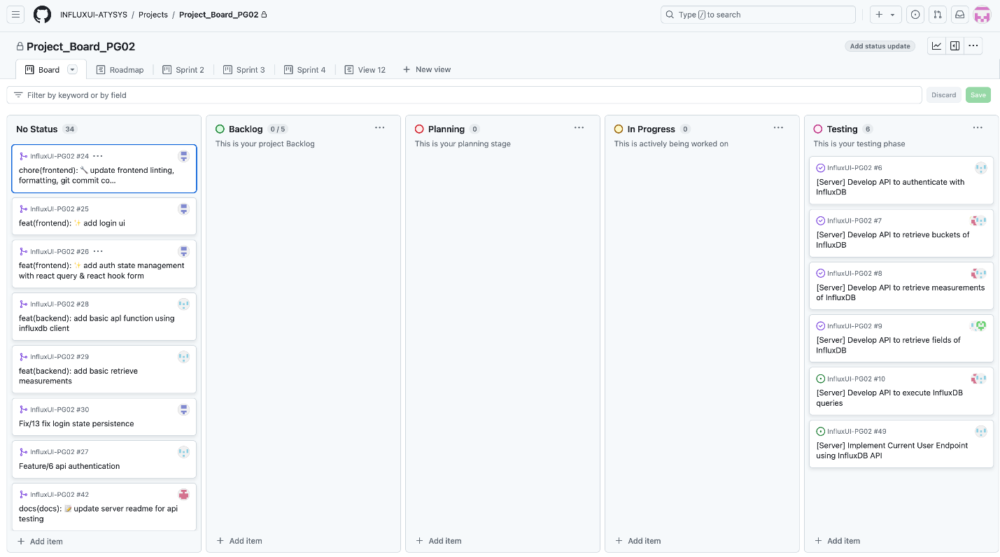 INFLUXUI-ATYSYS / Projects / Project_Board_PG02
Type / to search
Project_Board_PG02
Add status update
Board
Roadmap
Sprint 2
Sprint 3
Sprint 4
View 12
New view
Filter by keyword or by field
Discard
Save
No Status 34
InfluxUI-PG02 #24
chore(frontend): 🔧 update frontend linting,
formatting, git commit co...
InfluxUI-PG02 #25
feat(frontend): ✨ add login ui
InfluxUI-PG02 #26
feat(frontend): ✨ add auth state management
with react query & react hook form
InfluxUI-PG02 #28
feat(backend): add basic apl function using
influxdb client
InfluxUI-PG02 #29
feat(backend): add basic retrieve
measurements
InfluxUI-PG02 #30
Fix/13 fix login state persistence
InfluxUI-PG02 #27
Feature/6 api authentication
InfluxUI-PG02 #42
docs(docs): 📝 update server readme for api
testing
Add item
Backlog 0 / 5
This is your project Backlog
Add item
Planning 0
This is your planning stage
Add item
In Progress 0
This is actively being worked on
Add item
Testing 6
This is your testing phase
InfluxUI-PG02 #6
[Server] Develop API to authenticate with
InfluxDB
InfluxUI-PG02 #7
[Server] Develop API to retrieve buckets of
InfluxDB
InfluxUI-PG02 #8
[Server] Develop API to retrieve measurements
of InfluxDB
InfluxUI-PG02 #9
[Server] Develop API to retrieve fields of
InfluxDB
InfluxUI-PG02 #10
[Server] Develop API to execute InfluxDB
queries
InfluxUI-PG02 #49
[Server] Implement Current User Endpoint
using InfluxDB API
Add item